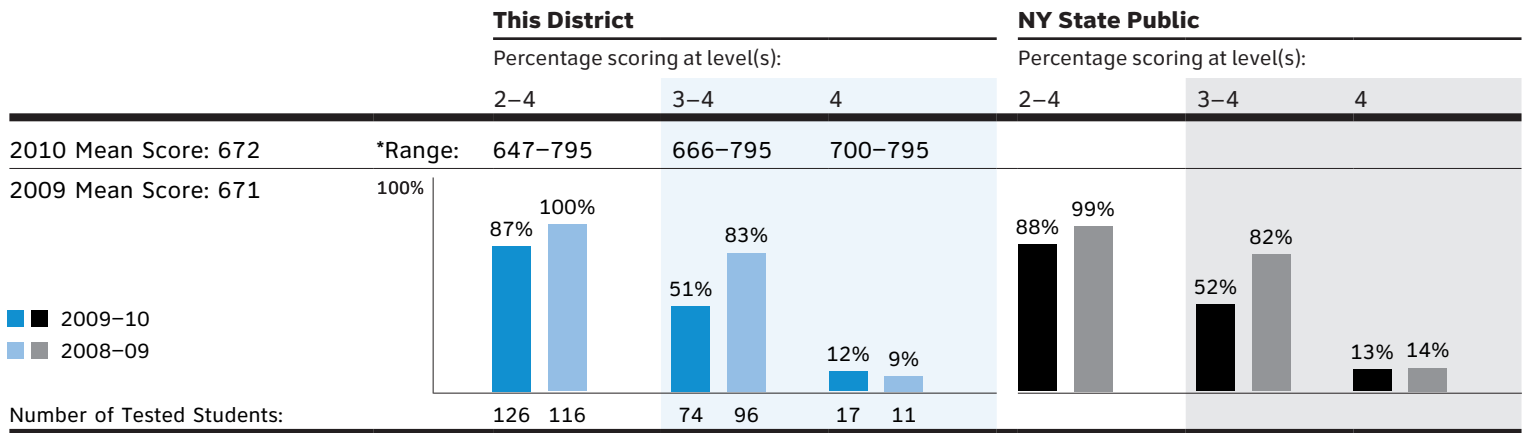 This District NY State Public
Percentage scoring at level(s): Percentage scoring at level(s):
2–4 3–4 4 2–4 3–4 4
2010 Mean Score: 672 *Range: 647–795 666–795 700–795
2009 Mean Score: 671 100%
100% 99%
87% 88%
83% 82%
51% 52%
12% 9% 13% 14%
2009–10
2008–09
Number of Tested Students: 126 116 74 96 17 11